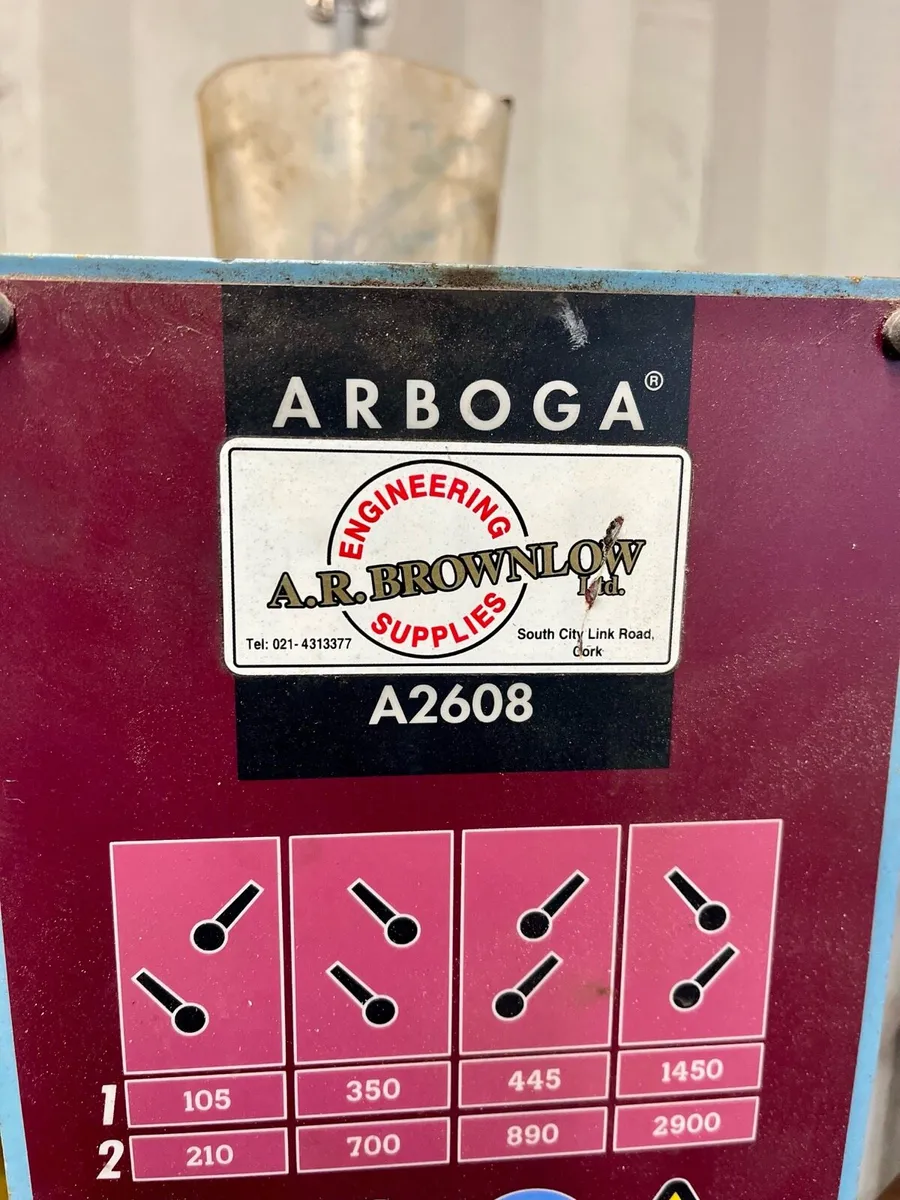 ARBOGA®
ENGINEERING
A.R. BROWNLOW
Ltd.
SUPPLIES
Tel: 021- 4313377
South City Link Road,
Cork
A2608
1 105 350 445 1450
2 210 700 890 2900